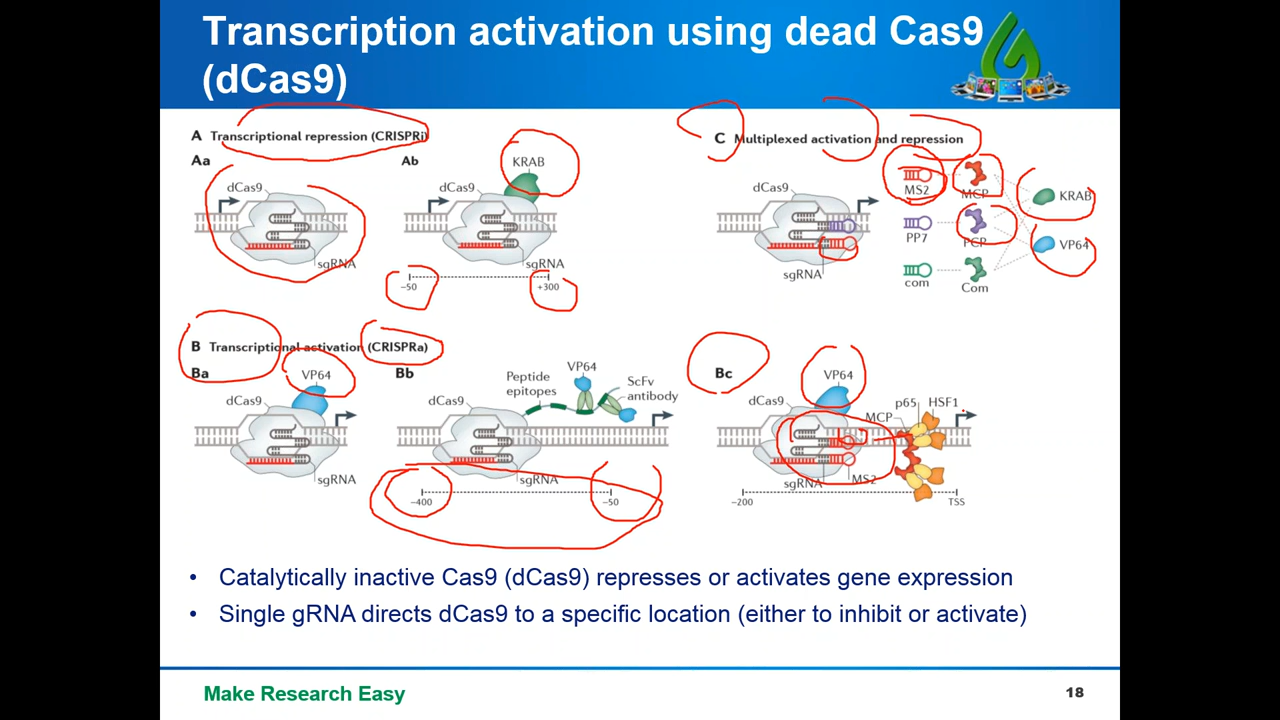 Transcription activation using dead Cas9
(dCas9)
A Transcriptional repression (CRISPRi)
Aa
Ab
KRAB
dCas9
dCas9
sgRNA
sgRNA
-50
+300
C Multiplexed activation and repression
dCas9
MS2
MCP
KRAB
PP7
PCP
VP64
sgRNA
com
Com
B Transcriptional activation (CRISPRa)
Ba
VP64
dCas9
sgRNA
Bb
Peptide
epitopes
VP64
ScFv
antibody
dCas9
sgRNA
-400
-50
Bc
VP64
dCas9
MCP
p65
HSF1
sgRNA
MS2
-200
TSS
• Catalytically inactive Cas9 (dCas9) represses or activates gene expression
• Single gRNA directs dCas9 to a specific location (either to inhibit or activate)
Make Research Easy
18